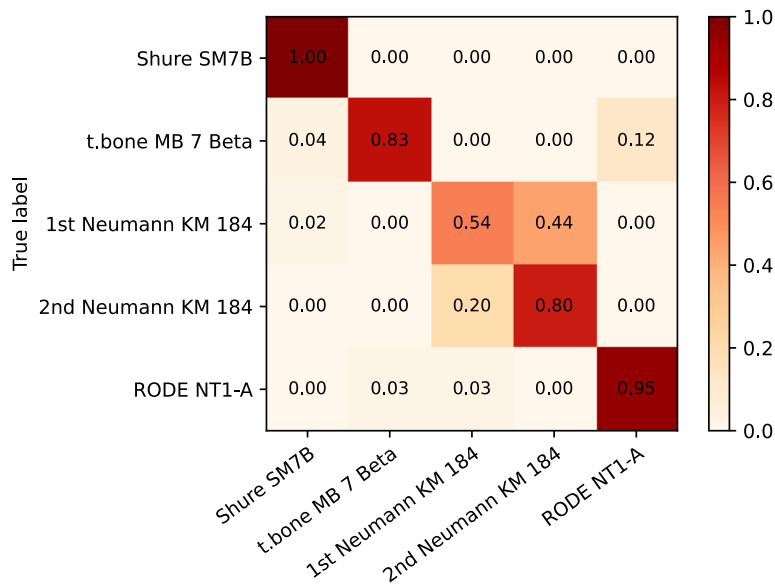 True label
Shure SM7B 1.00 0.00 0.00 0.00 0.00
t.bone MB 7 Beta 0.04 0.83 0.00 0.00 0.12
1st Neumann KM 184 0.02 0.00 0.54 0.44 0.00
2nd Neumann KM 184 0.00 0.00 0.20 0.80 0.00
RODE NT1-A 0.00 0.03 0.03 0.00 0.95
Shure SM7B
t.bone MB 7 Beta
1st Neumann KM 184
2nd Neumann KM 184
RODE NT1-A
1.0
0.8
0.6
0.4
0.2
0.0